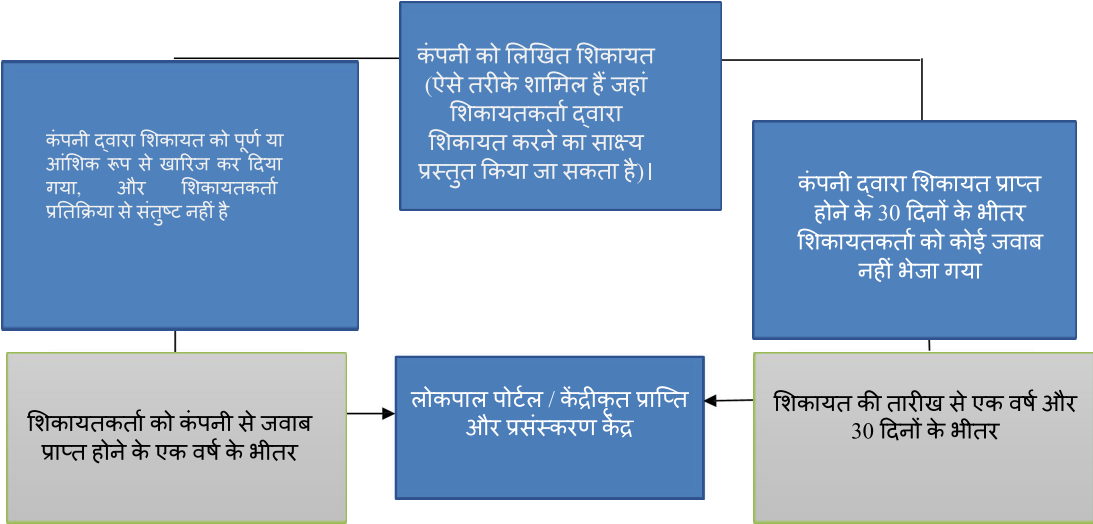 कंपनी को लिखित शिकायत
(ऐसे तरीके शामिल हैं जहां
शिकायतकर्ता द्वारा
शिकायत करने का साक्ष्य
प्रस्तुत किया जा सकता है)।
कंपनी द्वारा शिकायत को पूर्ण या
आंशिक रूप से खारिज कर दिया
गया, और शिकायतकर्ता
प्रतिक्रिया से संतुष्ट नहीं है
कंपनी द्वारा शिकायत प्राप्त
होने के 30 दिनों के भीतर
शिकायतकर्ता को कोई जवाब
नहीं भेजा गया
शिकायतकर्ता को कंपनी से जवाब
प्राप्त होने के एक वर्ष के भीतर
लोकपाल पोर्टल / केंद्रीकृत प्राप्ति
और प्रसंस्करण केंद्र
शिकायत की तारीख से एक वर्ष और
30 दिनों के भीतर